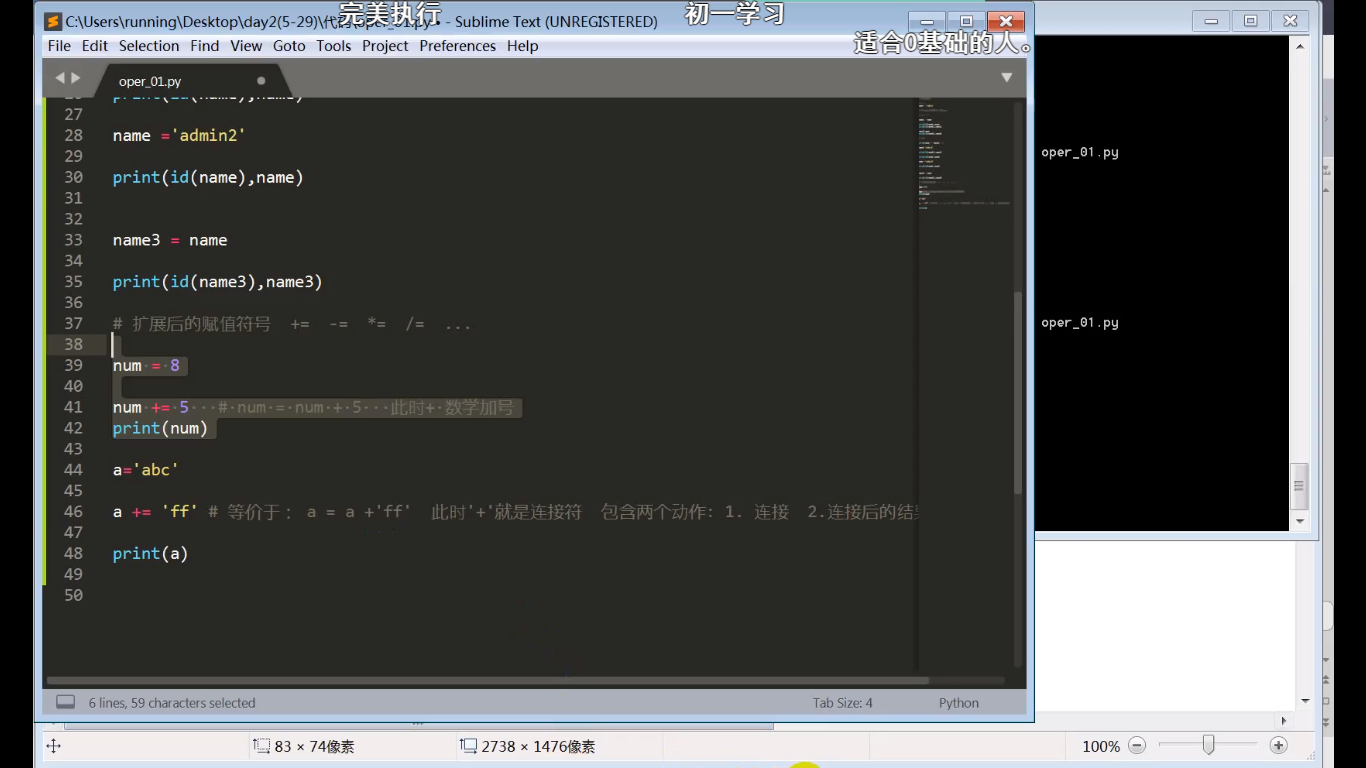 完美执行
初一学习
C:\Users\running\Desktop\day2(5-29)\代码\oper_01.py • - Sublime Text (UNREGISTERED)
适合0基础的人。
File Edit Selection Find View Goto Tools Project Preferences Help
oper_01.py
27
28 name ='admin2'
29
30 print(id(name),name)
31
32
33 name3 = name
34
35 print(id(name3),name3)
36
37 # 扩展后的赋值符号 += -= *= /= ...
38
39 num = 8
40
41 num += 5 # num = num + 5 此时+ 数学加号
42 print(num)
43
44 a='abc'
45
46 a += 'ff' # 等价于: a = a +'ff' 此时'+'就是连接符 包含两个动作: 1. 连接 2.连接后的结
47
48 print(a)
49
50
oper_01.py
oper_01.py
6 lines, 59 characters selected Tab Size: 4 Python
83 × 74像素 2738 × 1476像素 100%